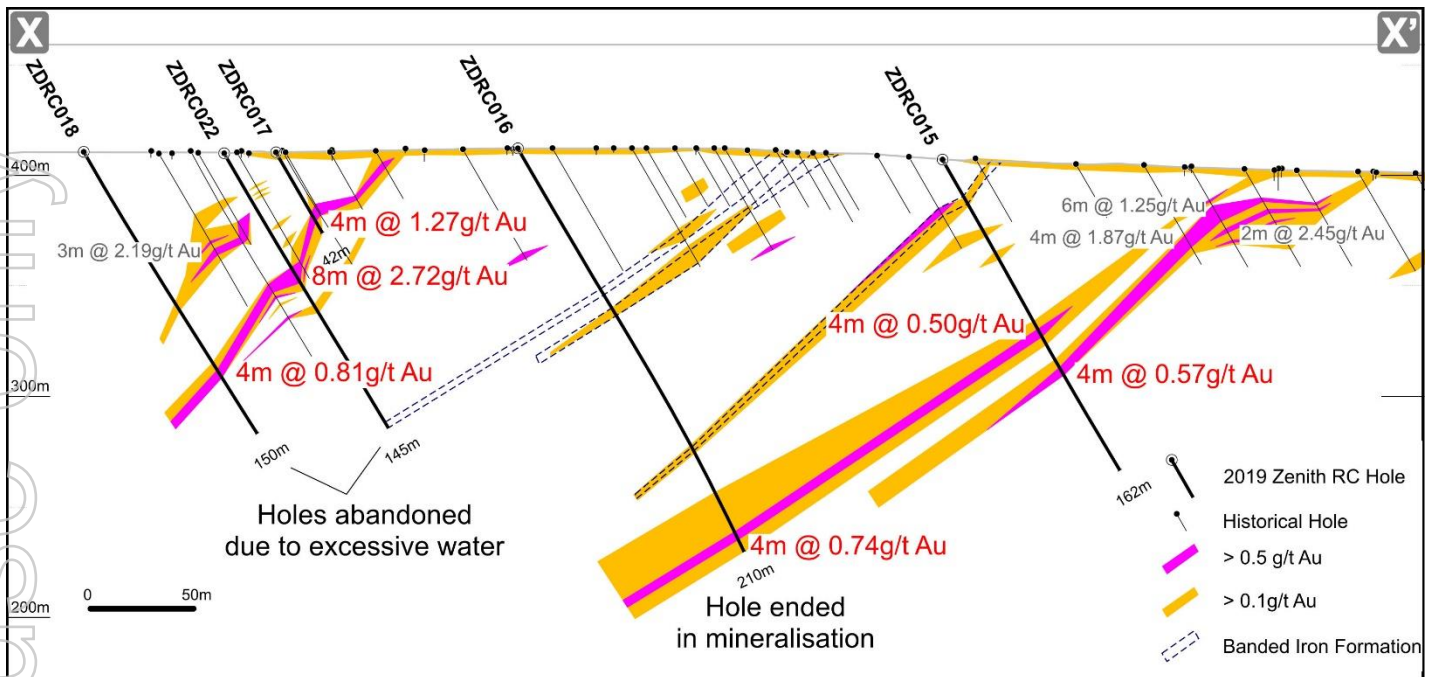 X
X'
ZDRC018
ZDRC022
ZDRC017
ZDRC016
ZDRC015
400m
300m
200m
3m @ 2.19g/t Au
4m @ 1.27g/t Au
42m
8m @ 2.72g/t Au
4m @ 0.81g/t Au
6m @ 1.25g/t Au
4m @ 1.87g/t Au
2m @ 2.45g/t Au
4m @ 0.50g/t Au
4m @ 0.57g/t Au
150m
145m
162m
Holes abandoned
due to excessive water
4m @ 0.74g/t Au
210m
Hole ended
in mineralisation
0
50m
2019 Zenith RC Hole
Historical Hole
> 0.5 g/t Au
> 0.1g/t Au
Banded Iron Formation